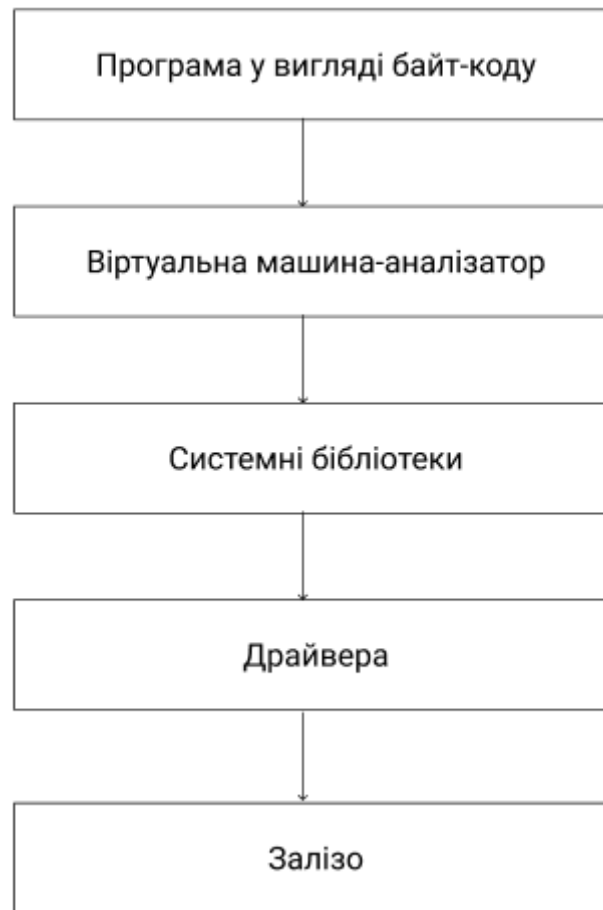 Програма у вигляді байт-коду
Віртуальна машина-аналізатор
Системні бібліотеки
Драйвера
Залізо